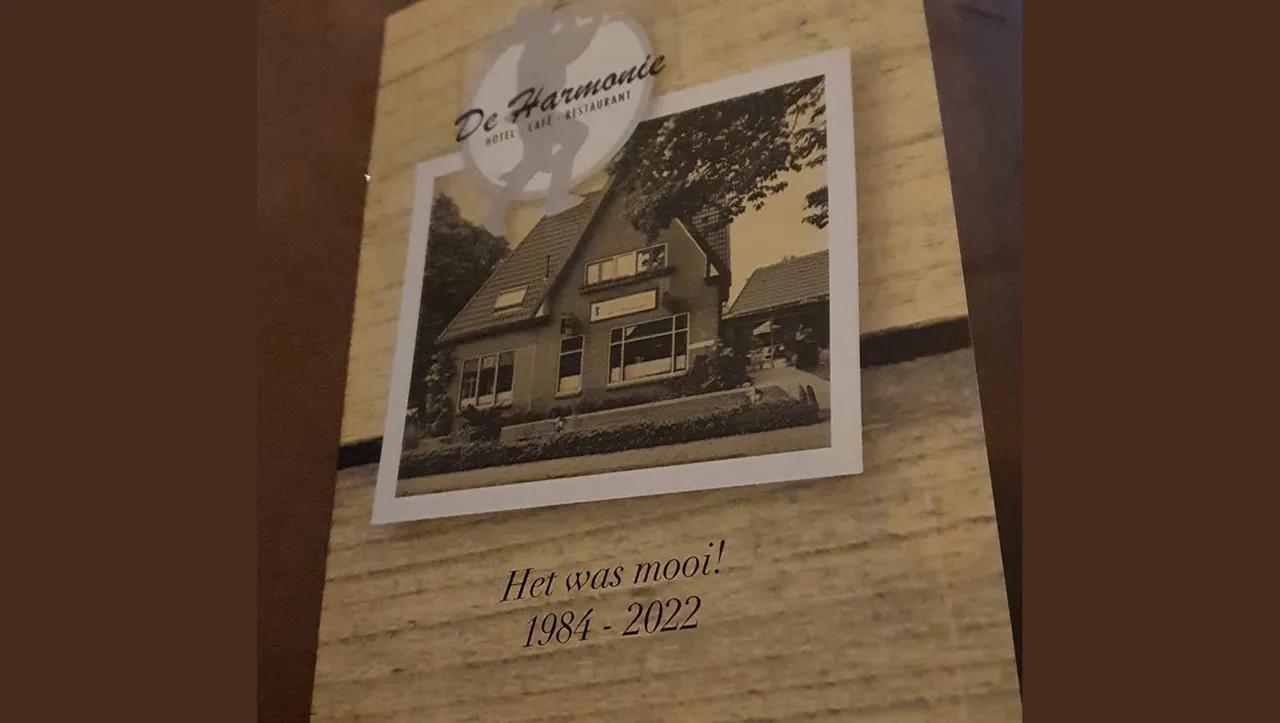 De Harmonie
HOTEL - CAFÉ - RESTAURANT
Het was mooi!
1984 - 2022